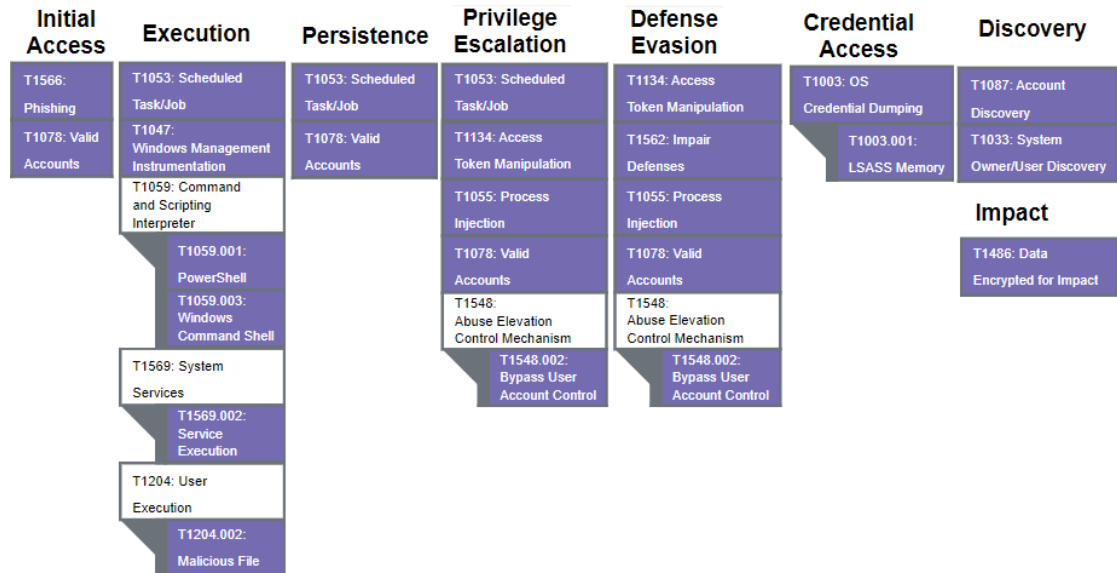 Initial
Access
T1566:
Phishing
T1078: Valid
Accounts
Execution
T1053: Scheduled
Task/Job
T1047:
Windows Management
Instrumentation
T1059: Command
and Scripting
Interpreter
T1059.001:
PowerShell
T1059.003:
Windows
Command Shell
T1569: System
Services
T1569.002:
Service
Execution
T1204: User
Execution
T1204.002:
Malicious File
Persistence
T1053: Scheduled
Task/Job
T1078: Valid
Accounts
Privilege
Escalation
T1053: Scheduled
Task/Job
T1134: Access
Token Manipulation
T1055: Process
Injection
T1078: Valid
Accounts
T1548:
Abuse Elevation
Control Mechanism
T1548.002:
Bypass User
Account Control
Defense
Evasion
T1134: Access
Token Manipulation
T1562: Impair
Defenses
T1055: Process
Injection
T1078: Valid
Accounts
T1548:
Abuse Elevation
Control Mechanism
T1548.002:
Bypass User
Account Control
Credential
Access
T1003: OS
Credential Dumping
T1003.001:
LSASS Memory
Discovery
T1087: Account
Discovery
T1033: System
Owner/User Discovery
Impact
T1486: Data
Encrypted for Impact